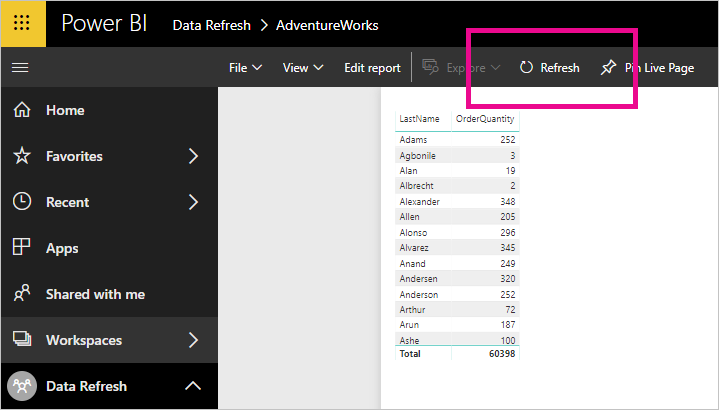 Power BI Data Refresh > AdventureWorks
File View Edit report Explore Refresh Pin Live Page
Home
Favorites
Recent
Apps
Shared with me
Workspaces
Data Refresh
LastName OrderQuantity
Adams 252
Agbonile 3
Alan 19
Albrecht 2
Alexander 348
Allen 205
Alonso 296
Alvarez 345
Anand 249
Andersen 320
Anderson 252
Arthur 72
Arun 187
Ashe 100
Total 60398